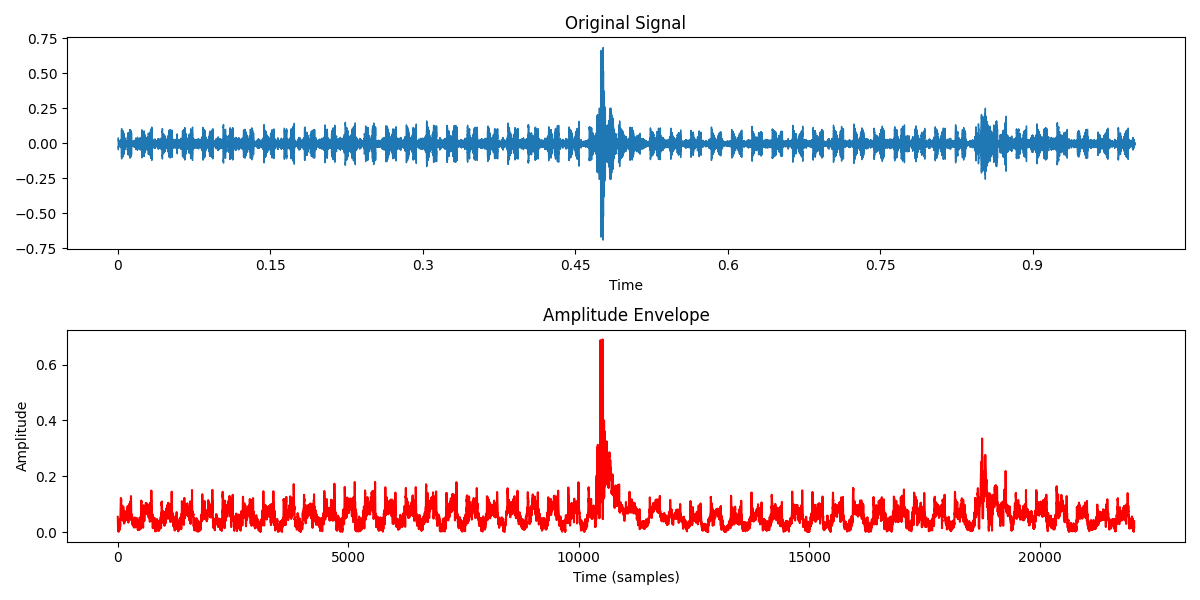 Original Signal
0.75
0.50
0.25
0.00
−0.25
−0.50
−0.75
0 0.15 0.3 0.45 0.6 0.75 0.9
Time
Amplitude Envelope
Amplitude
0.6
0.4
0.2
0.0
0 5000 10000 15000 20000
Time (samples)